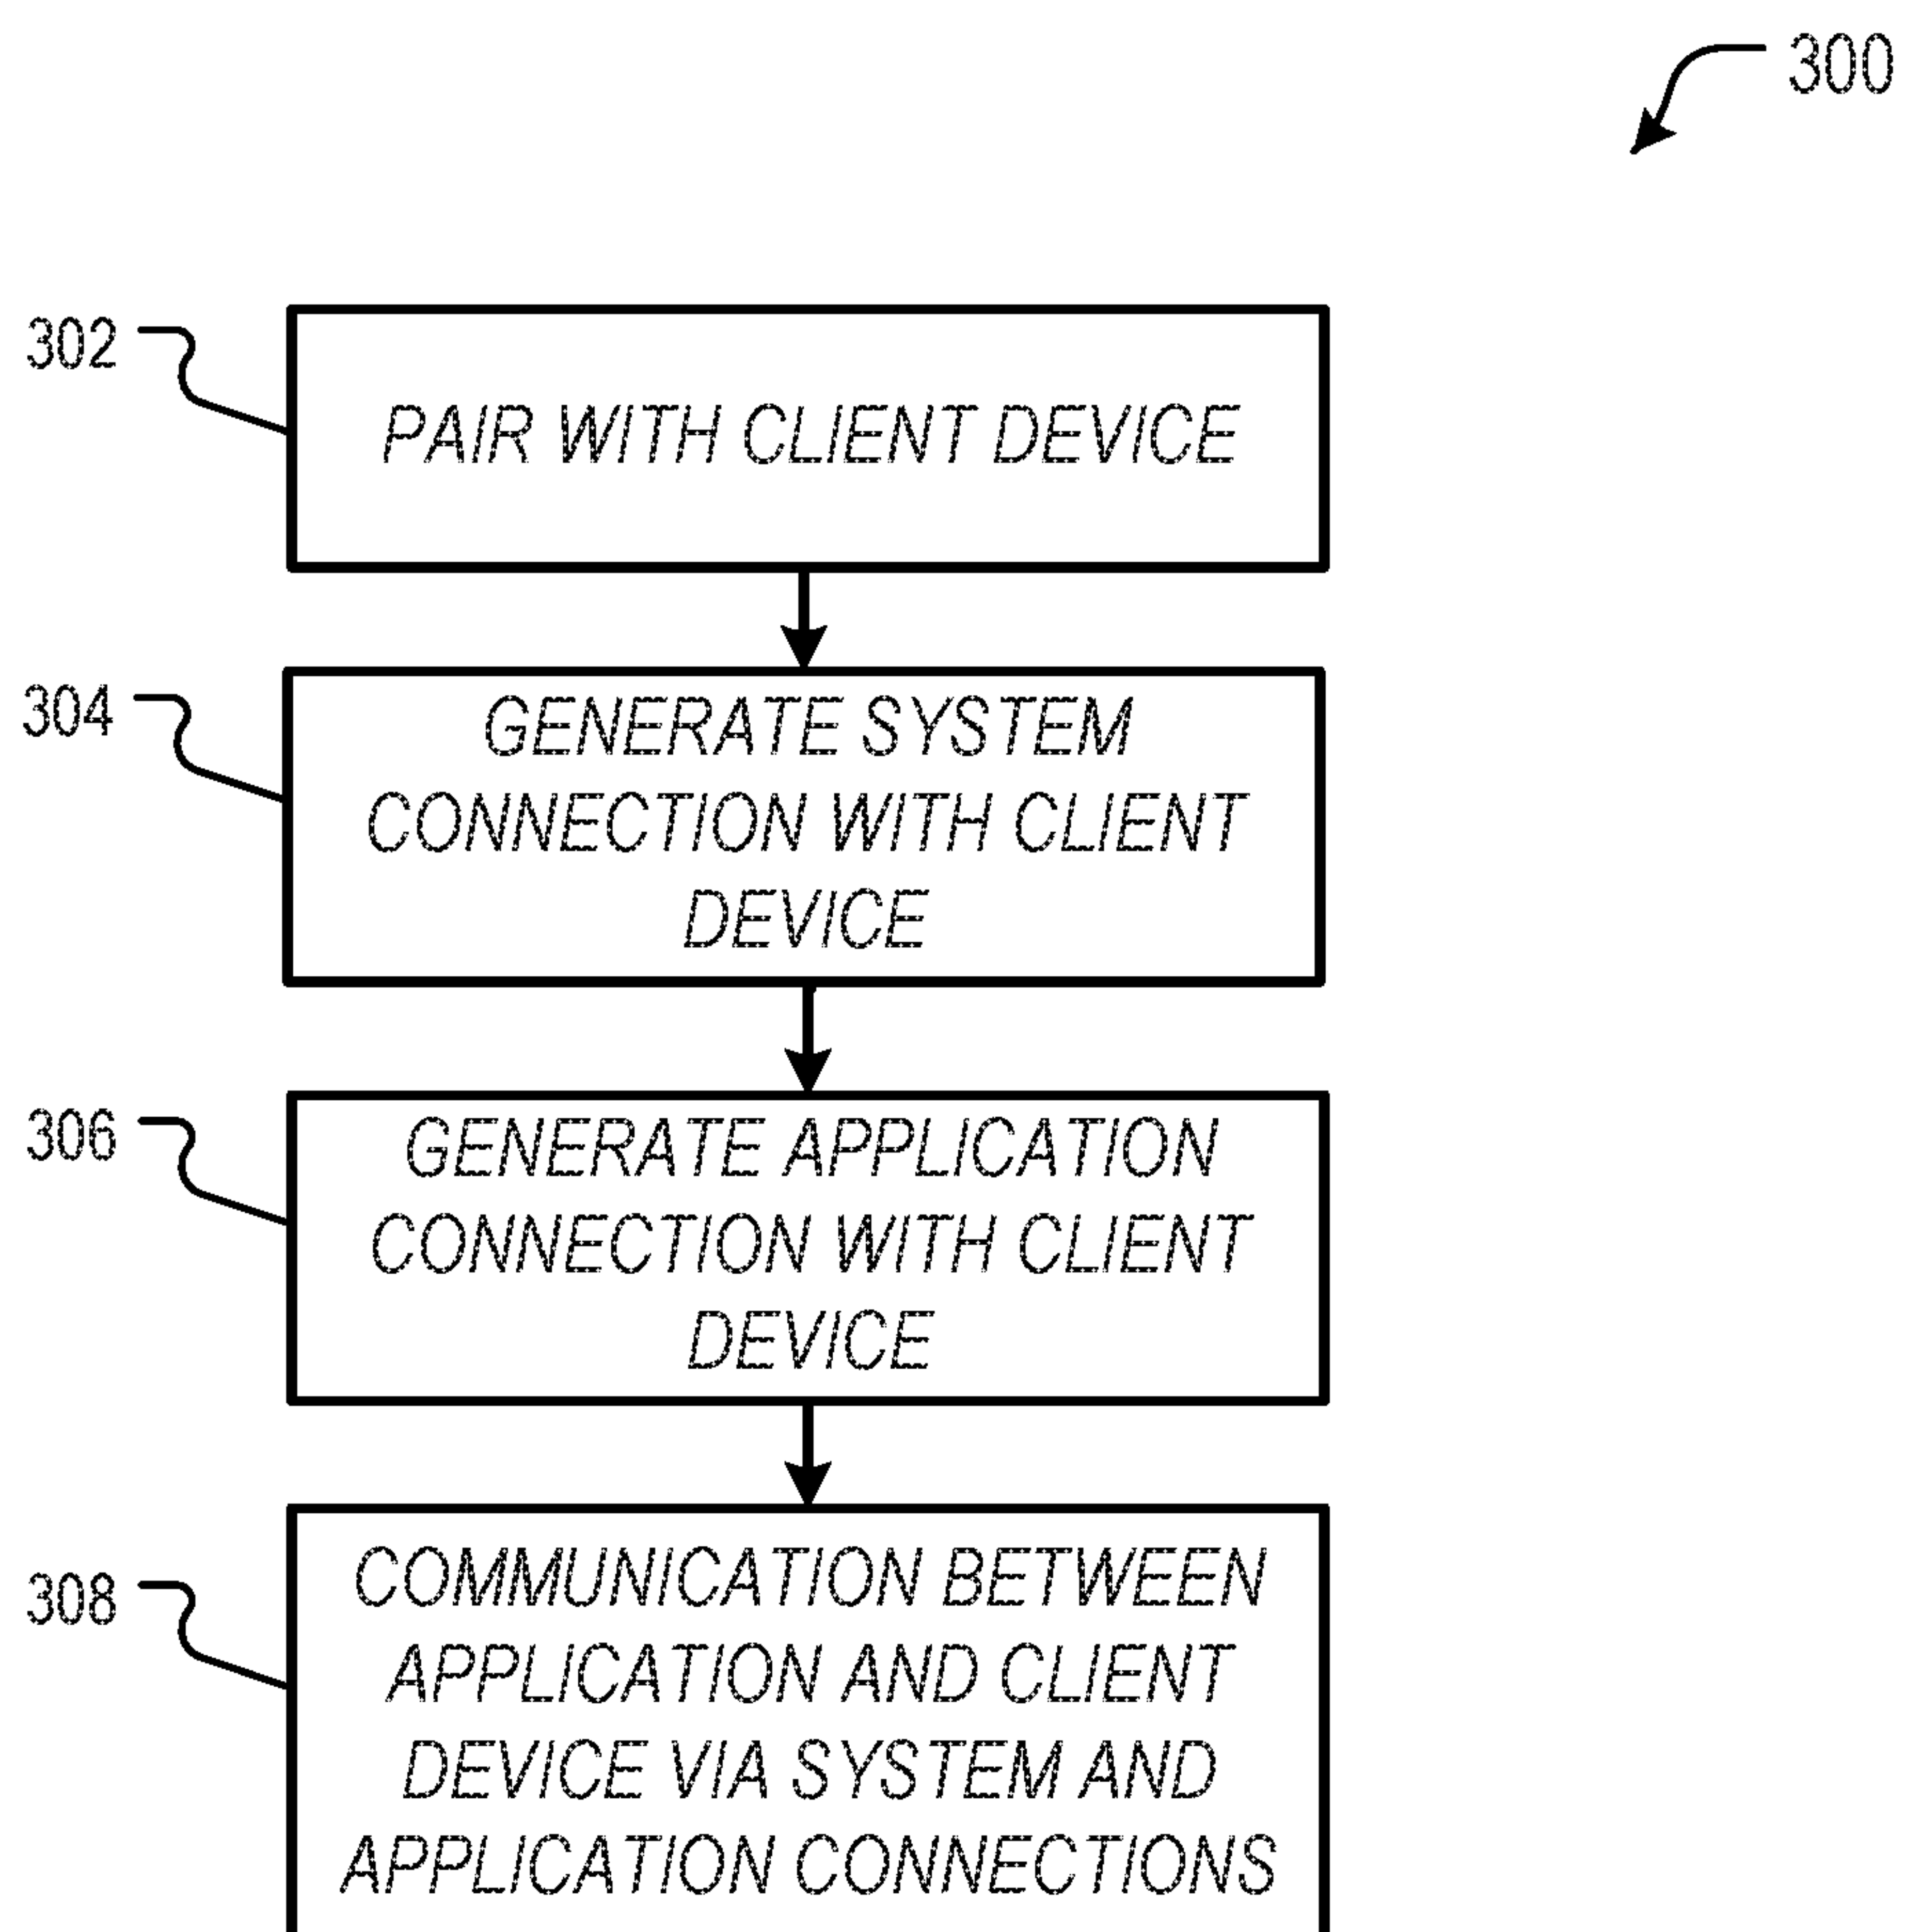 300
302
PAIR WITH CLIENT DEVICE
304
GENERATE SYSTEM
CONNECTION WITH CLIENT
DEVICE
306
GENERATE APPLICATION
CONNECTION WITH CLIENT
DEVICE
308
COMMUNICATION BETWEEN
APPLICATION AND CLIENT
DEVICE VIA SYSTEM AND
APPLICATION CONNECTIONS